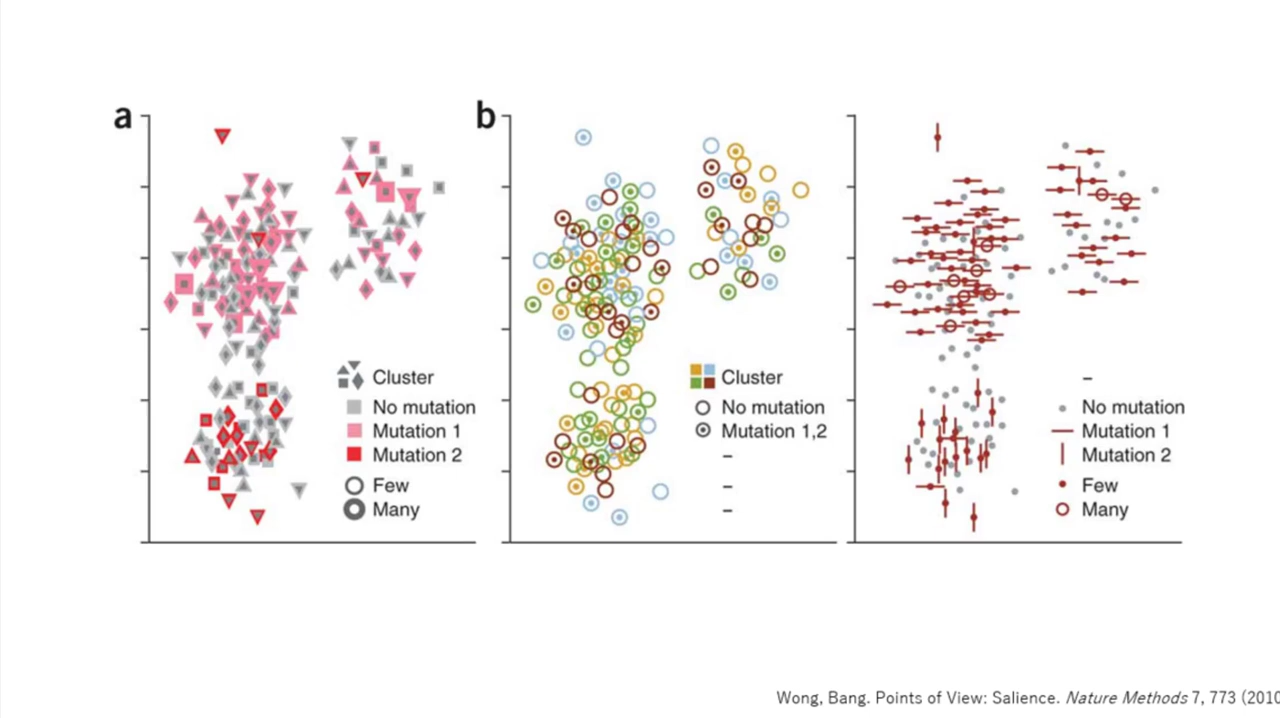 a
Cluster
No mutation
Mutation 1
Mutation 2
Few
Many
b
Cluster
No mutation
Mutation 1,2
–
–
–
–
No mutation
Mutation 1
Mutation 2
Few
Many
Wong, Bang. Points of View: Salience. Nature Methods 7, 773 (2010